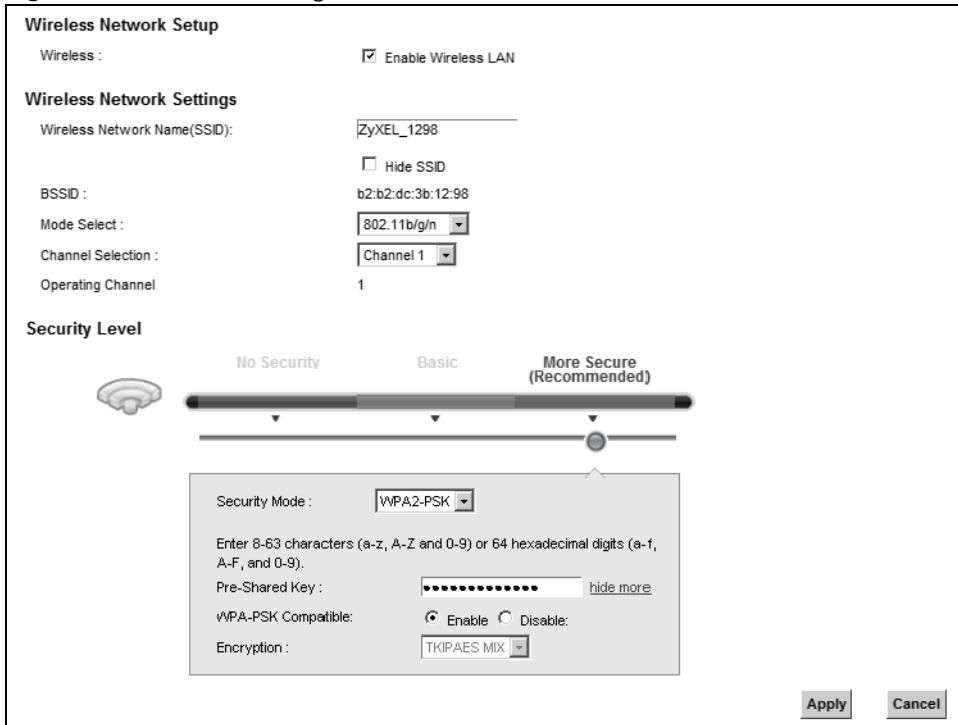 Wireless Network Setup
Wireless : Enable Wireless LAN
Wireless Network Settings
Wireless Network Name(SSID): ZyXEL_1298
Hide SSID
BSSID : b2:b2:dc:3b:12:98
Mode Select : 802.11b/g/n
Channel Selection : Channel 1
Operating Channel 1
Security Level
No Security Basic More Secure
(Recommended)
Security Mode : WPA2-PSK
Enter 8-63 characters (a-z, A-Z and 0-9) or 64 hexadecimal digits (a-f,
A-F, and 0-9).
Pre-Shared Key : ••••••••••••• hide more
WPA-PSK Compatible: Enable Disable:
Encryption : TKIPAES MIX
Apply Cancel